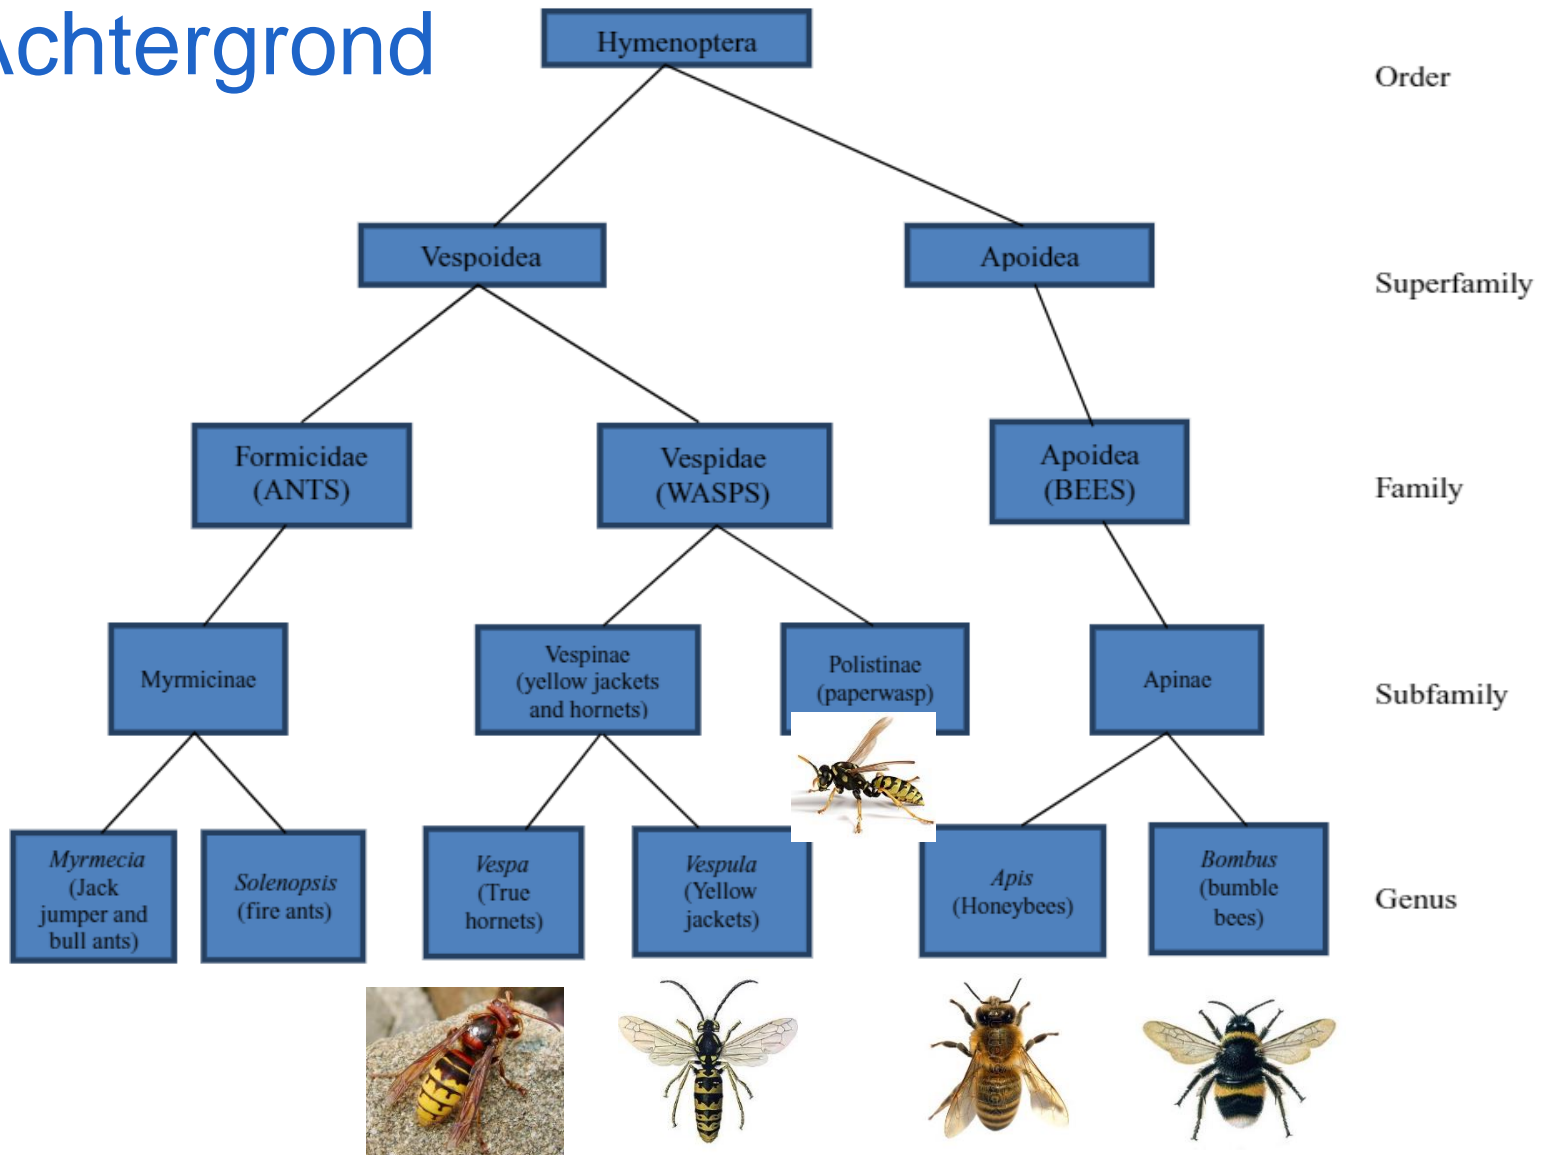 Achtergrond
Hymenoptera
Order
Vespoidea
Apoidea
Superfamily
Formicidae
(ANTS)
Vespidae
(WASPS)
Apoidea
(BEES)
Family
Myrmicinae
Vespinae
(yellow jackets
and hornets)
Polistinae
(paperwasp)
Apinae
Subfamily
Myrmecia
(Jack
jumper and
bull ants)
Solenopsis
(fire ants)
Vespa
(True
hornets)
Vespula
(Yellow
jackets)
Apis
(Honeybees)
Bombus
(bumble
bees)
Genus